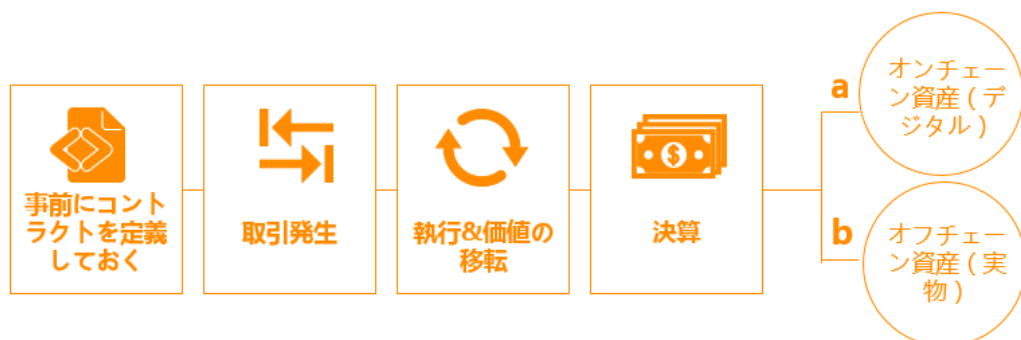 事前にコント
ラクトを定義
しておく
取引発生
執行&価値の
移転
$
決算
a
オンチェー
ン資産 ( デ
ジタル )
b
オフチェー
ン資産 ( 実
物 )